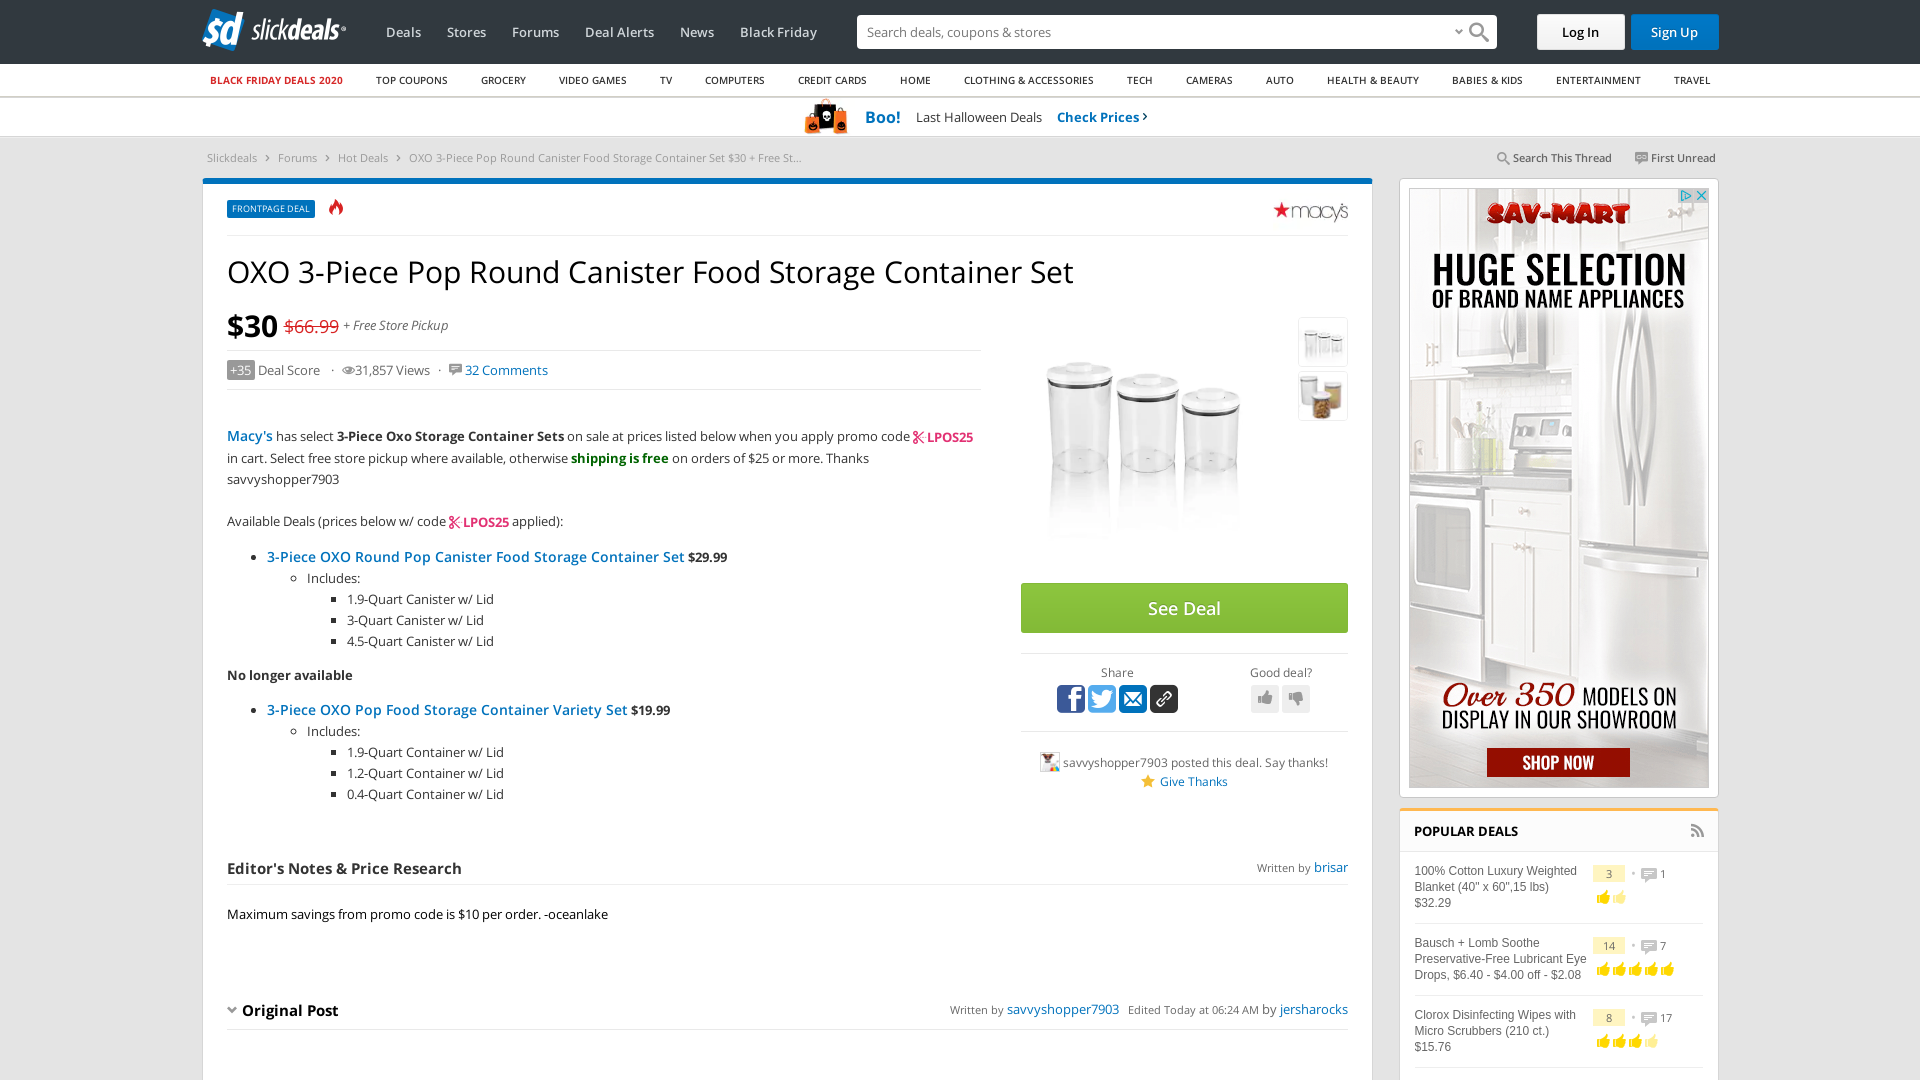 slickdeals
Deals
Stores
Forums
Deal Alerts
News
Black Friday
Search deals, coupons & shopping
Log In
Sign Up
BLACK FRIDAY DEALS 2020
TOP COUPONS
GROCERY
VIDEO GAMES
TV
COMPUTERS
CREDIT CARDS
HOME
CLOTHING & ACCESSORIES
TECH
CAMERAS
AUTO
HEALTH & BEAUTY
BABIES & KIDS
ENTERTAINMENT
TRAVEL
Boo! Last Halloween Deals Check Prices ›
Slickdeals › Forums › Hot Deals › OXO 3-Piece Pop Round Canister Food Storage Container Set $30 + Free St...
Search This Thread
First Unread
FRONTPAGE DEAL
macy's
OXO 3-Piece Pop Round Canister Food Storage Container Set
$30 $66.99 + Free Store Pickup
+35 Deal Score · 31,857 Views · 32 Comments
Macy's has select 3-Piece Oxo Storage Container Sets on sale at prices listed below when you apply promo code LPOS25
in cart. Select free store pickup where available, otherwise shipping is free on orders of $25 or more. Thanks
savvyshopper7903
Available Deals (prices below w/ code LPOS25 applied):
3-Piece OXO Round Pop Canister Food Storage Container Set $29.99
Includes:
1.9-Quart Canister w/ Lid
3-Quart Canister w/ Lid
4.5-Quart Canister w/ Lid
No longer available
3-Piece OXO Pop Food Storage Container Variety Set $19.99
Includes:
1.9-Quart Container w/ Lid
1.2-Quart Container w/ Lid
0.4-Quart Container w/ Lid
See Deal
Share
Good deal?
savvyshopper7903 posted this deal. Say thanks!
Give Thanks
Editor's Notes & Price Research
Written by brisar
Maximum savings from promo code is $10 per order. -oceanlake
Original Post
Written by savvyshopper7903 Edited Today at 06:24 AM by jersharocks
SAV-MART
HUGE SELECTION
OF BRAND NAME APPLIANCES
Over 350 MODELS ON
DISPLAY IN OUR SHOWROOM
SHOP NOW
POPULAR DEALS
100% Cotton Luxury Weighted
Blanket (40" x 60",15 lbs)
$32.29
3 • 1
Bausch + Lomb Soothe
Preservative-Free Lubricant Eye
Drops, $6.40 - $4.00 off - $2.08
14 • 7
Clorox Disinfecting Wipes with
Micro Scrubbers (210 ct.)
$15.76
8 • 17